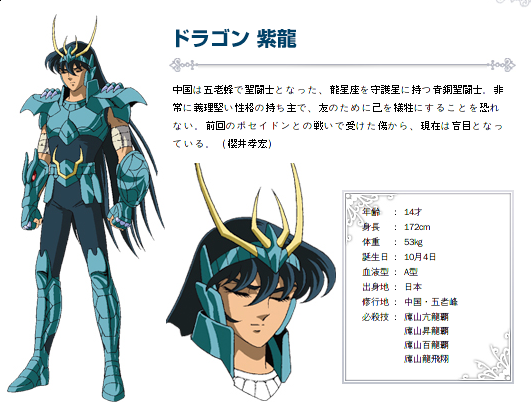 ドラゴン 紫龍
中国は五老峰で聖闘士となった、龍星座を守護星に持つ青銅聖闘士。非
常に義理堅い性格の持ち主で、友のために己を犠牲にすることを恐れ
ない。前回のポセイドンとの戦いで受けた傷から、現在は盲目となっ
ている。（櫻井孝宏）
年齢 ： 14才
身長 ： 172cm
体重 ： 53kg
誕生日 ： 10月4日
血液型 ： A型
出身地 ： 日本
修行地 ： 中国・五老峰
必殺技 ： 廬山亢龍覇
廬山昇龍覇
廬山百龍覇
廬山龍飛翔